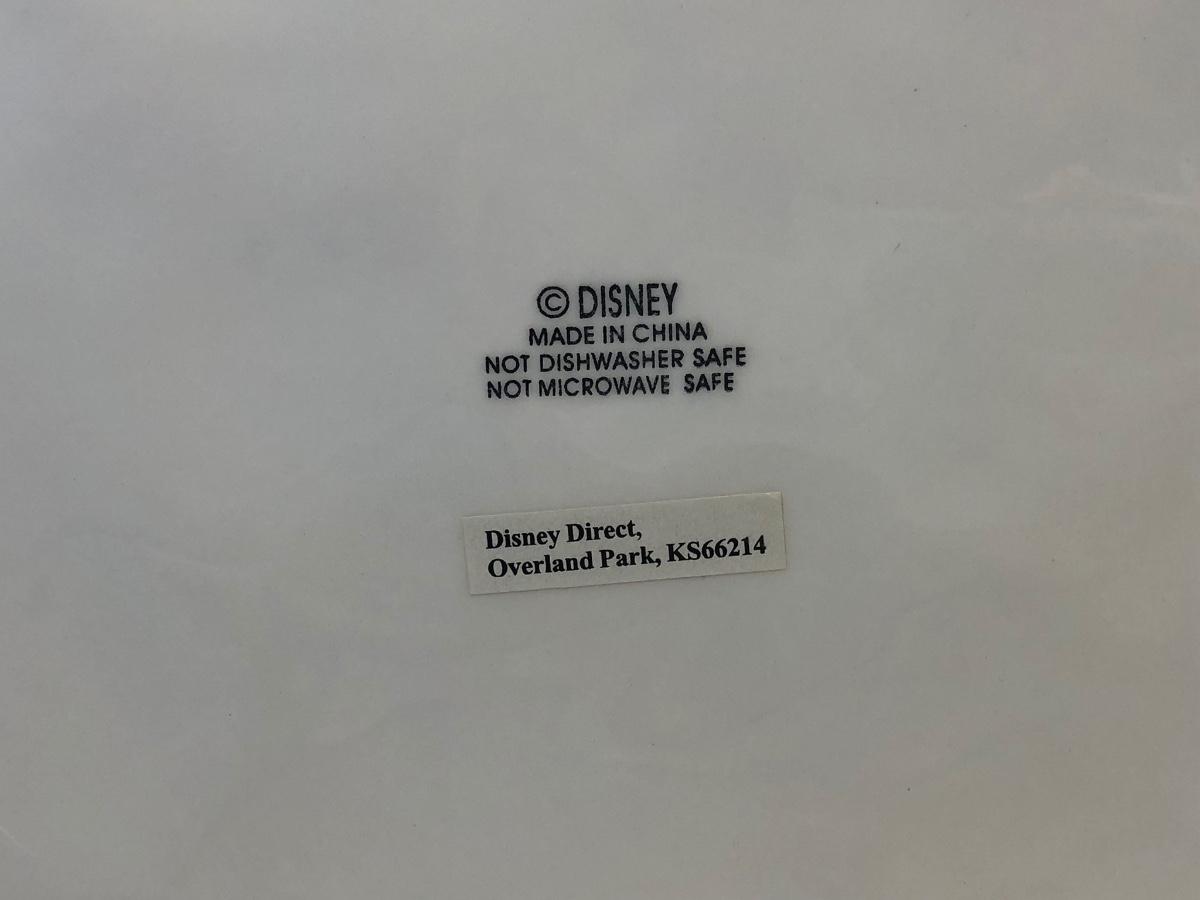 © DISNEY
MADE IN CHINA
NOT DISHWASHER SAFE
NOT MICROWAVE SAFE
Disney Direct,
Overland Park, KS66214